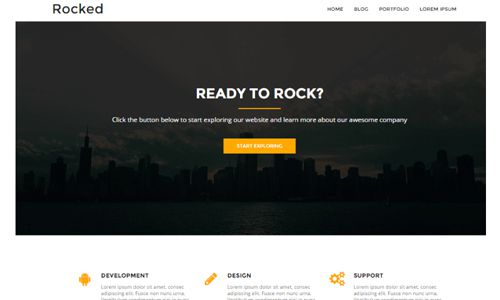 Rocked
HOME BLOG PORTFOLIO LOREM IPSUM
READY TO ROCK?
Click the button below to start exploring our website and learn more about our awesome company
START EXPLORING
DEVELOPMENT DESIGN SUPPORT
Lorem ipsum dolor sit amet, consec Lorem ipsum dolor sit amet, consec Lorem ipsum dolor sit amet, consec
adipiscing elit. Fusce non nunc urna. adipiscing elit. Fusce non nunc urna. adipiscing elit. Fusce non nunc urna.